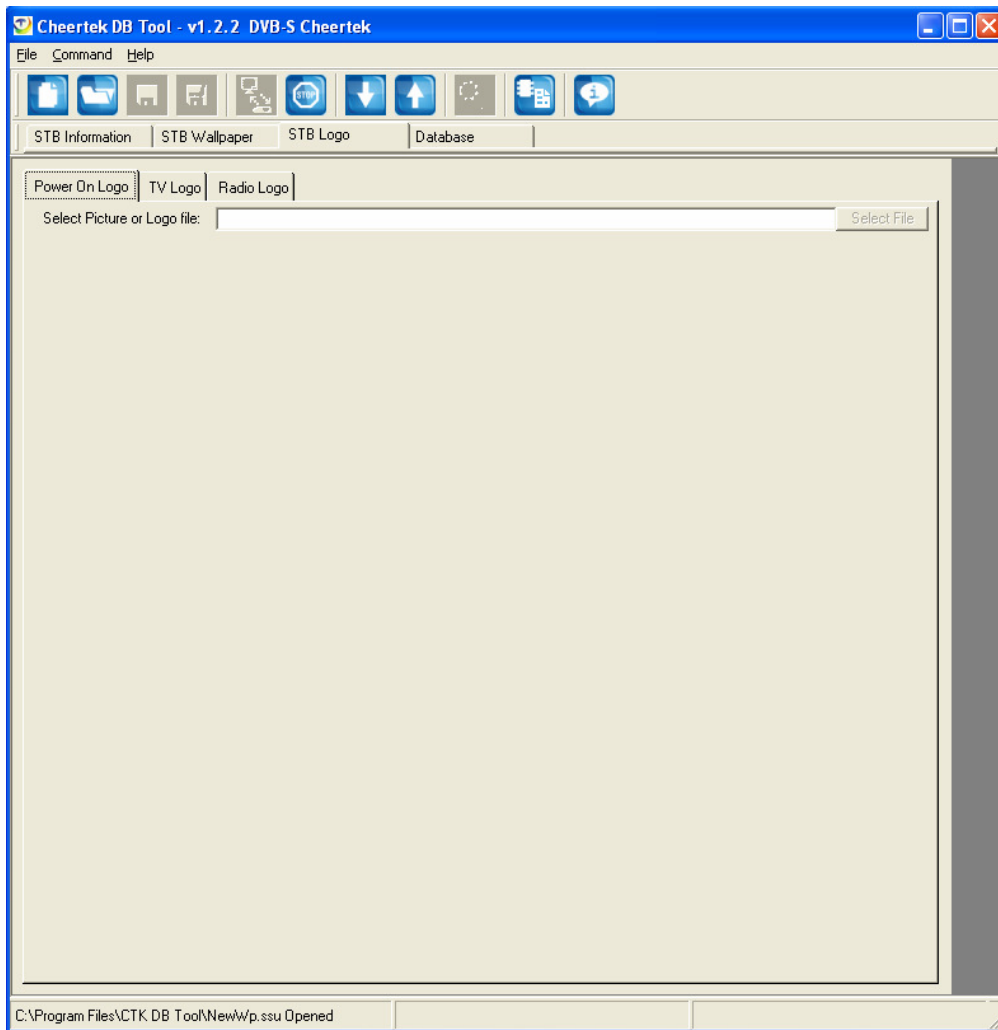 Cheertek DB Tool - v1.2.2 DVB-S Cheertek
File Command Help
STOP
STB Information STB Wallpaper STB Logo Database
Power On Logo TV Logo Radio Logo
Select Picture or Logo file: Select File
C:\Program Files\CTK DB Tool\NewWp.ssu Opened